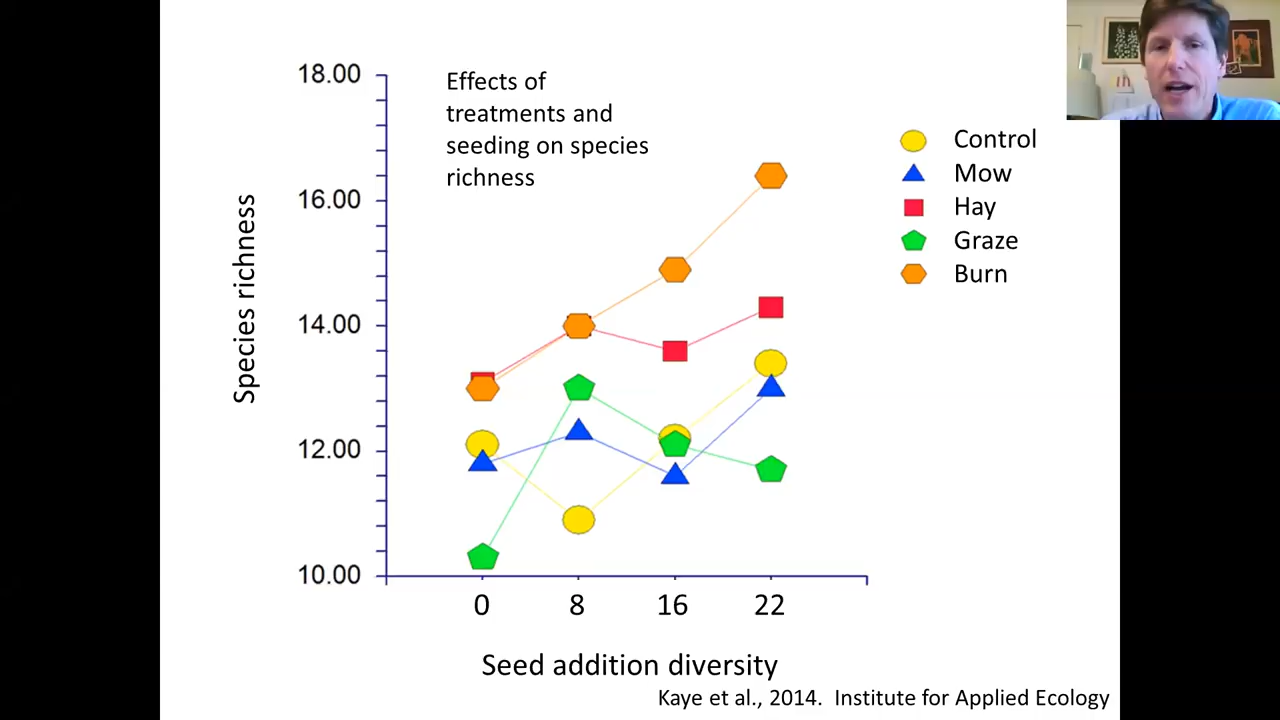 Effects of
treatments and
seeding on species
richness
18.00
16.00
14.00
12.00
10.00
Species richness
0 8 16 22
Seed addition diversity
Control
Mow
Hay
Graze
Burn
Kaye et al., 2014. Institute for Applied Ecology